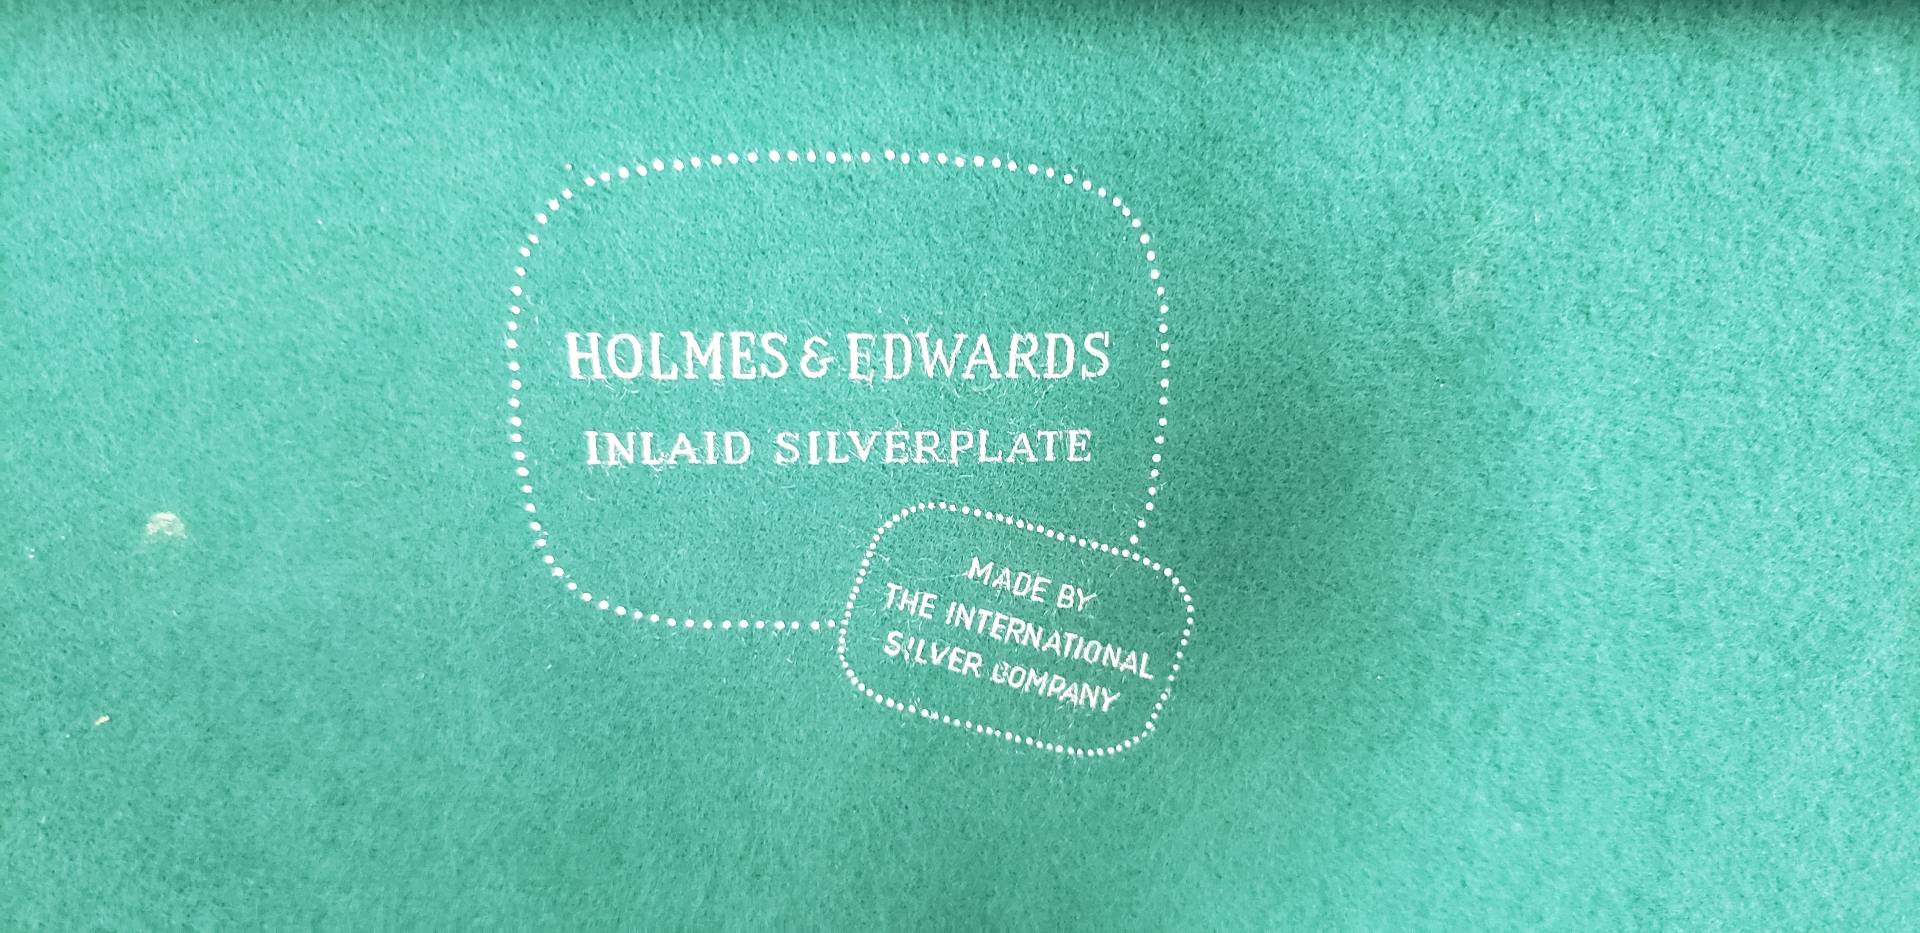 HOLMES & EDWARDS
INLAID SILVERPLATE
MADE BY
THE INTERNATIONAL
SILVER COMPANY